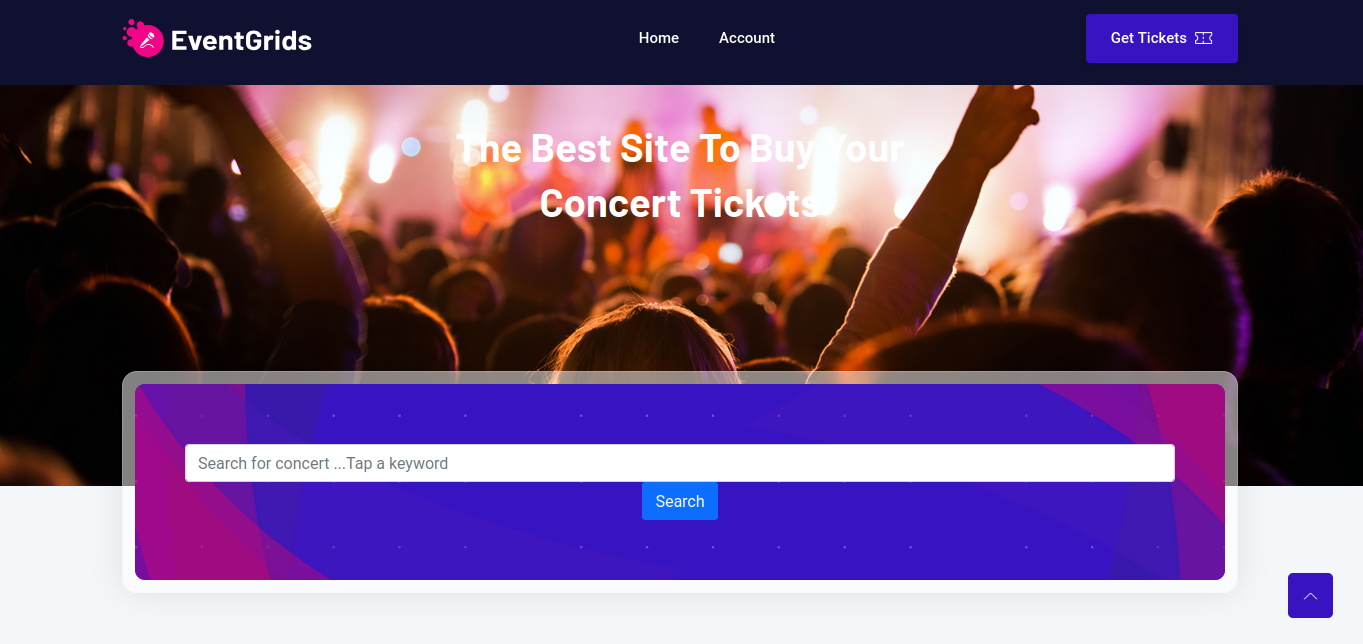 EventGrids
Home
Account
Get Tickets
The Best Site To Buy Your
Concert Tickets
Search for concert ...Tap a keyword
Search